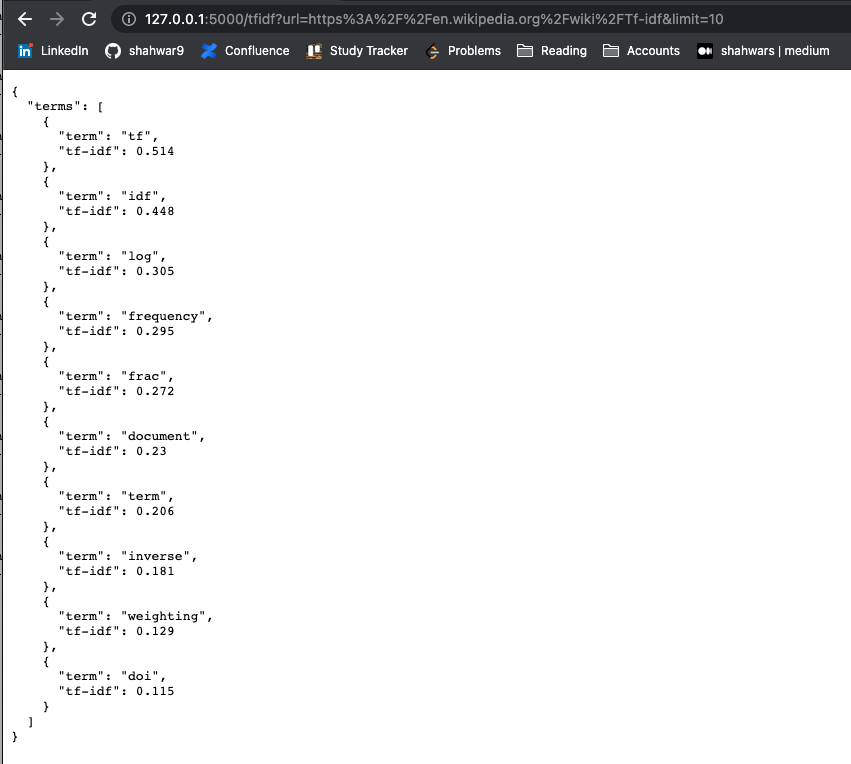 127.0.0.1:5000/tfidf?url=https%3A%2F%2Fen.wikipedia.org%2Fwiki%2FTf-idf&limit=10
in LinkedIn shahwar9 Confluence Study Tracker Problems Reading Accounts shahwars | medium
{
  "terms": [
    {
      "term": "tf",
      "tf-idf": 0.514
    },
    {
      "term": "idf",
      "tf-idf": 0.448
    },
    {
      "term": "log",
      "tf-idf": 0.305
    },
    {
      "term": "frequency",
      "tf-idf": 0.295
    },
    {
      "term": "frac",
      "tf-idf": 0.272
    },
    {
      "term": "document",
      "tf-idf": 0.23
    },
    {
      "term": "term",
      "tf-idf": 0.206
    },
    {
      "term": "inverse",
      "tf-idf": 0.181
    },
    {
      "term": "weighting",
      "tf-idf": 0.129
    },
    {
      "term": "doi",
      "tf-idf": 0.115
    }
  ]
}